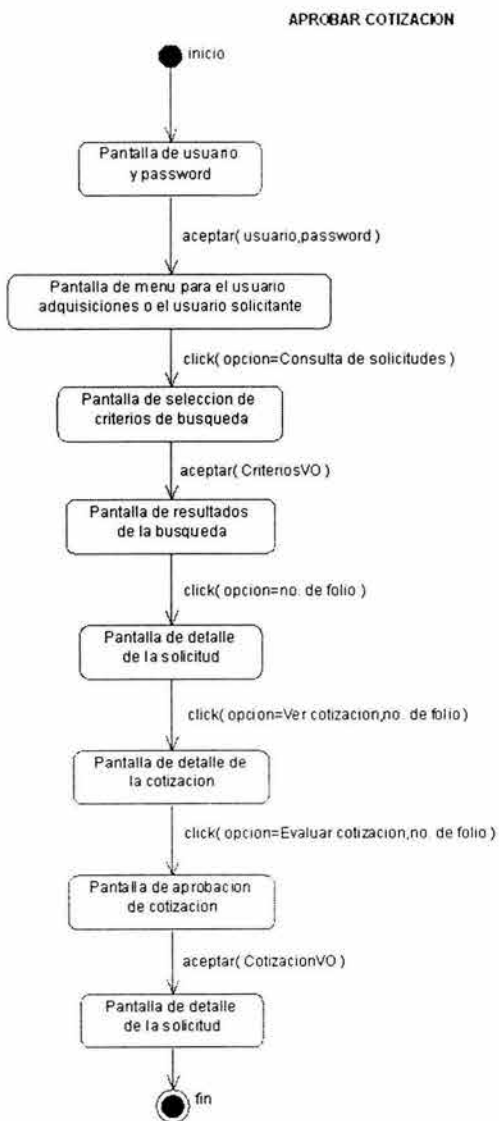 APROBAR COTIZACION
inicio
Pantalla de usuario
y password
aceptar( usuario,password )
Pantalla de menu para el usuario
adquisiciones o el usuario solicitante
click( opcion=Consulta de solicitudes )
Pantalla de seleccion de
criterios de busqueda
aceptar( CriteriosVO )
Pantalla de resultados
de la busqueda
click( opcion=no. de folio )
Pantalla de detalle
de la solicitud
click( opcion=Ver cotizacion,no. de folio)
Pantalla de detalle de
la cotizacion
click( opcion=Evaluar cotizacion,no. de folio )
Pantalla de aprobacion
de cotizacion
aceptar( CotizacionVO )
Pantalla de detalle
de la solicitud
fin